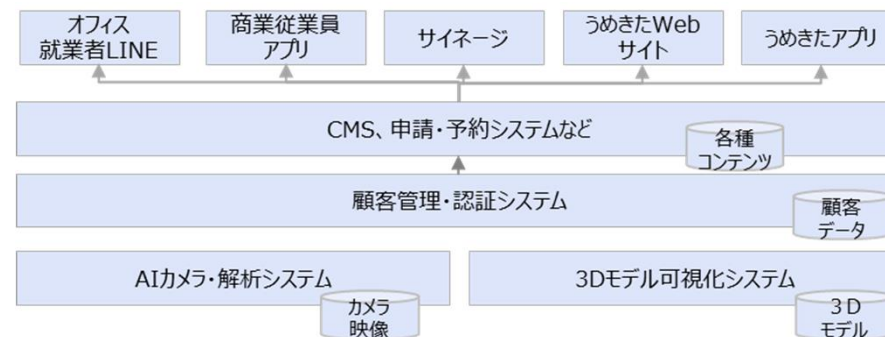 オフィス
就業者LINE
商業従業員
アプリ
サイネージ
うめきたWeb
サイト
うめきたアプリ
CMS、申請・予約システムなど
各種
コンテンツ
顧客管理・認証システム
顧客
データ
AIカメラ・解析システム
カメラ
映像
3Dモデル可視化システム
３Ｄ
モデル